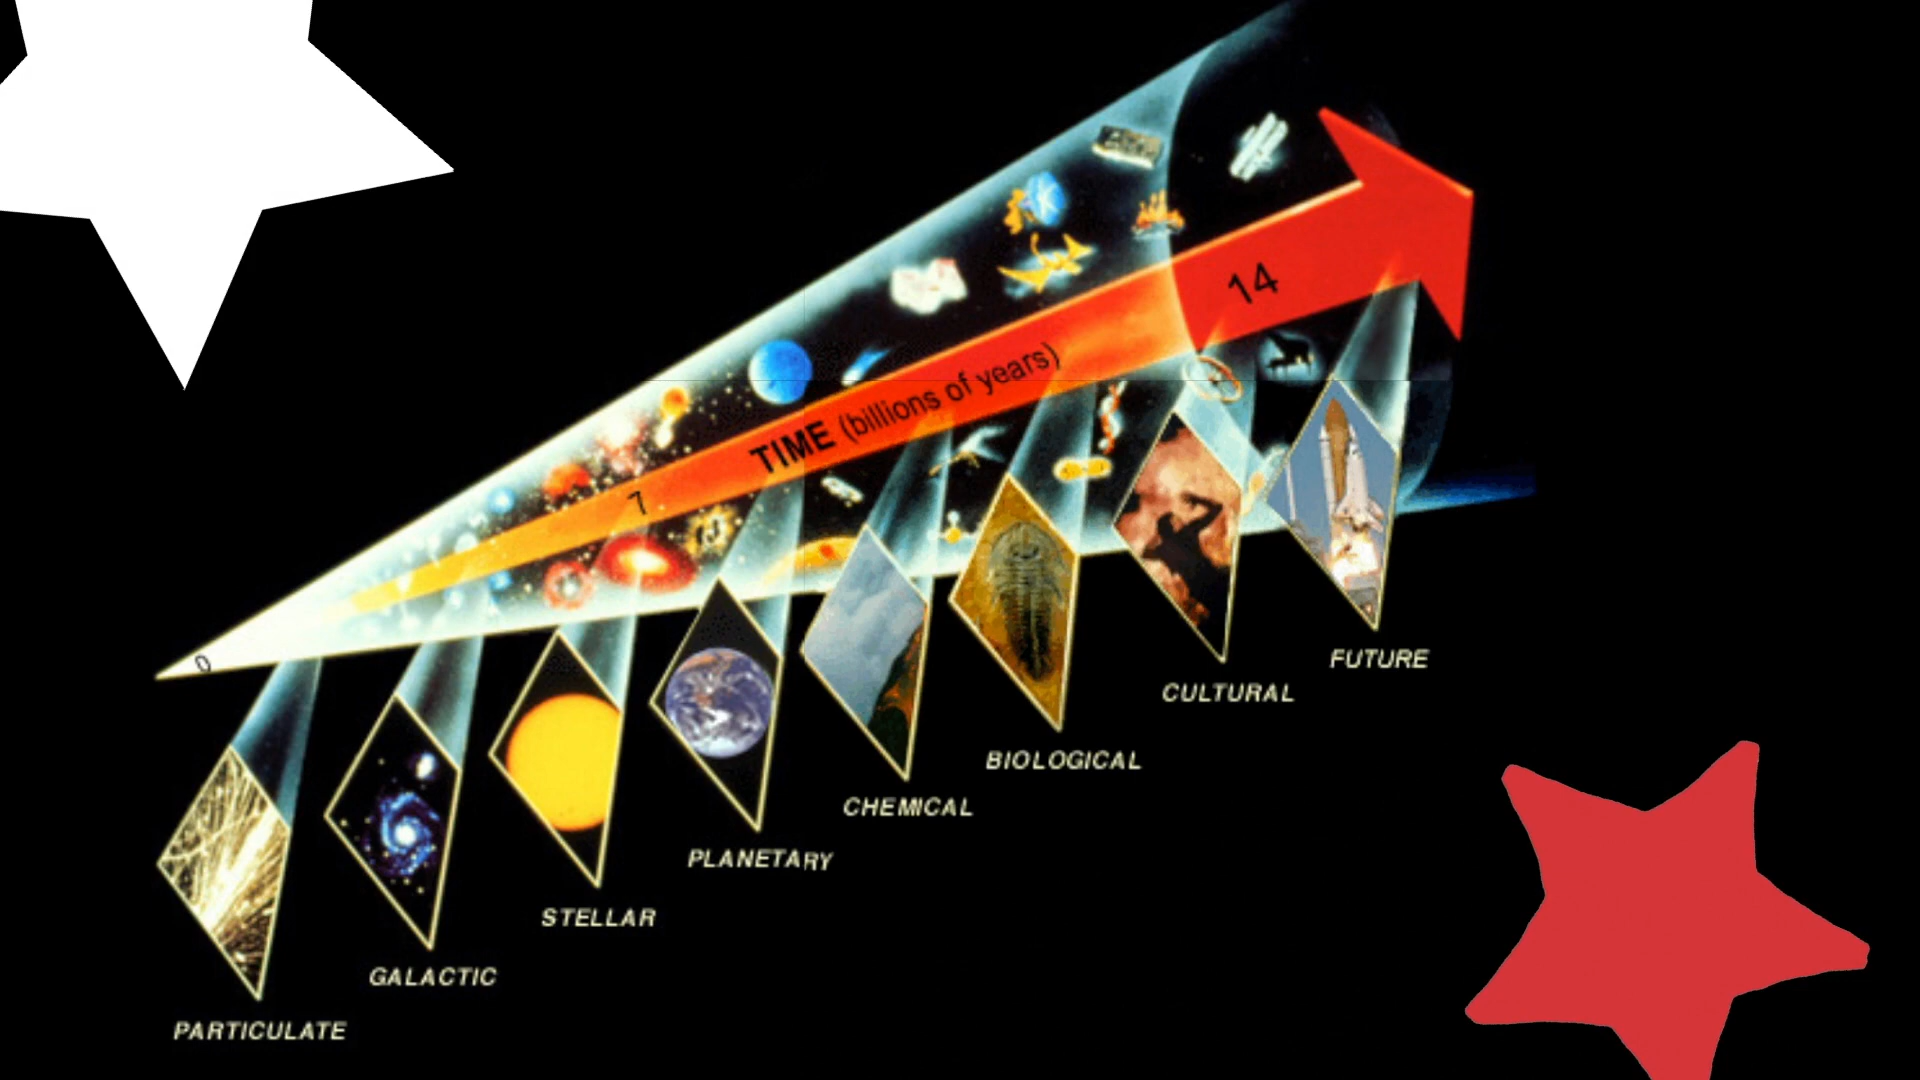 14
TIME (billions of years)
7
0
FUTURE
CULTURAL
BIOLOGICAL
CHEMICAL
PLANETARY
STELLAR
GALACTIC
PARTICULATE